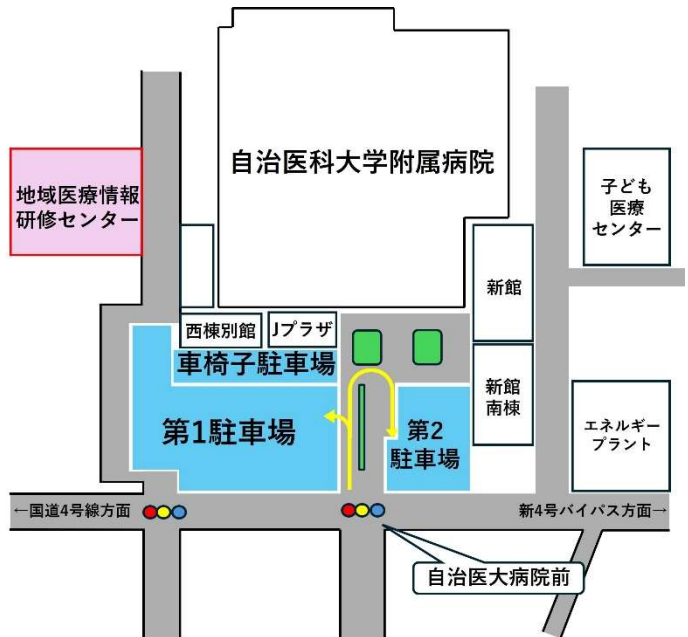 自治医科大学附属病院
地域医療情報
研修センター
子ども
医療
センター
新館
西棟別館
Jプラザ
車椅子駐車場
新館
南棟
第1駐車場
第2
駐車場
エネルギー
プラント
←国道4号線方面
新4号バイパス方面→
自治医大病院前